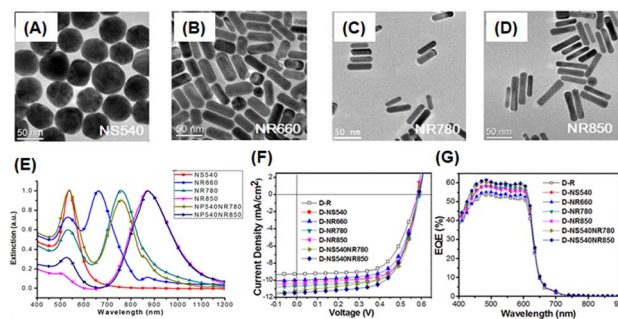 (A)
50 nm
NS540
(B)
50 nm
NR660
(C)
50 nm
NR780
(D)
50 nm
NR850
(E)
Extinction (a.u.)
1.0
0.8
0.6
0.4
0.2
0.0
400 500 600 700 800 900 1000 1100 1200
Wavelength (nm)
NS540
NR660
NR780
NR850
NP540NR780
NP540NR850
(F)
Current Density (mA/cm2)
0
-2
-4
-6
-8
-10
-12
-0.1 0.0 0.1 0.2 0.3 0.4 0.5 0.6
Voltage (V)
D-R
D-NS540
D-NR660
D-NR780
D-NR850
D-NS540NR780
D-NS540NR850
(G)
EQE (%)
80
70
60
50
40
30
20
10
0
400 500 600 700 800
Wavelength (nm)
D-R
D-NS540
D-NR660
D-NR780
D-NR850
D-NS540NR780
D-NS540NR850